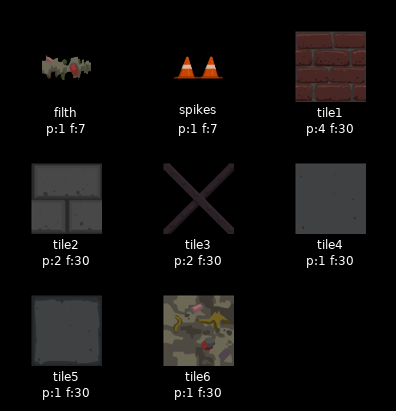 filth
p:1 f:7
spikes
p:1 f:7
tile1
p:4 f:30
tile2
p:2 f:30
tile3
p:2 f:30
tile4
p:1 f:30
tile5
p:1 f:30
tile6
p:1 f:30